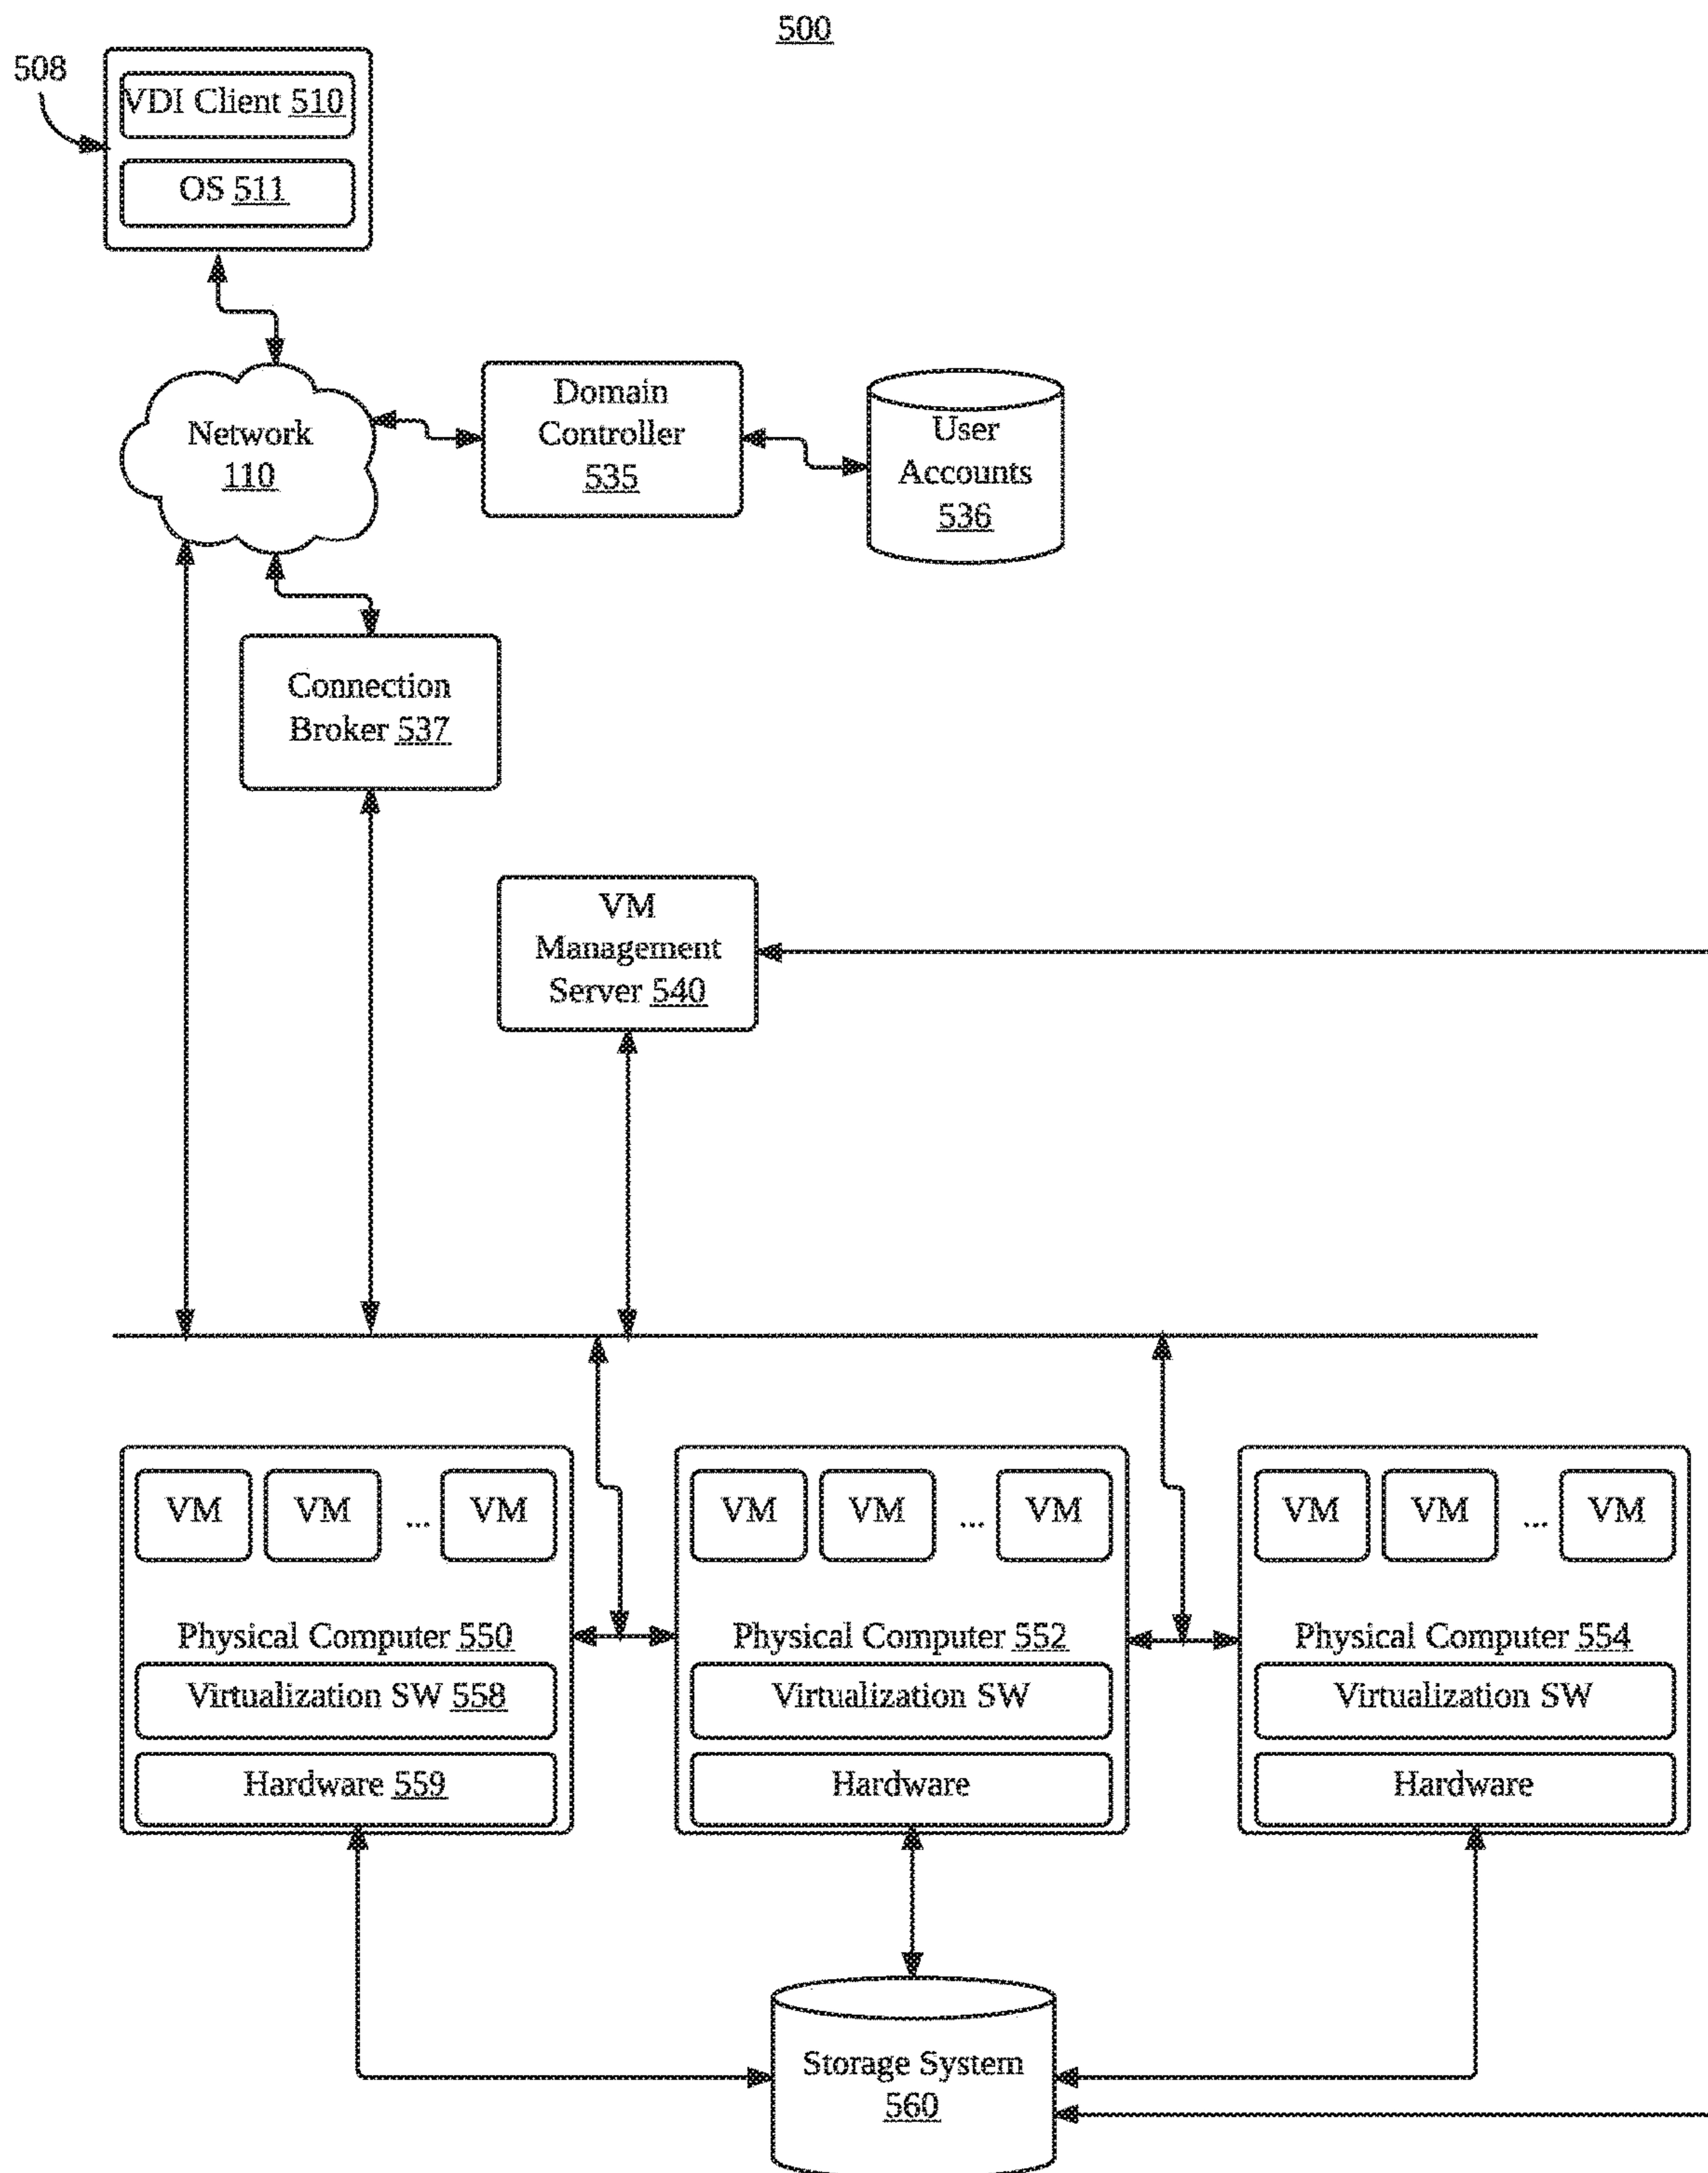 500
508
VDI Client 510
OS 511
Network
110
Domain
Controller
535
User
Accounts
536
Connection
Broker 537
VM
Management
Server 540
VM
VM
...
VM
Physical Computer 550
Virtualization SW 558
Hardware 559
VM
VM
...
VM
Physical Computer 552
Virtualization SW
Hardware
VM
VM
...
VM
Physical Computer 554
Virtualization SW
Hardware
Storage System
560